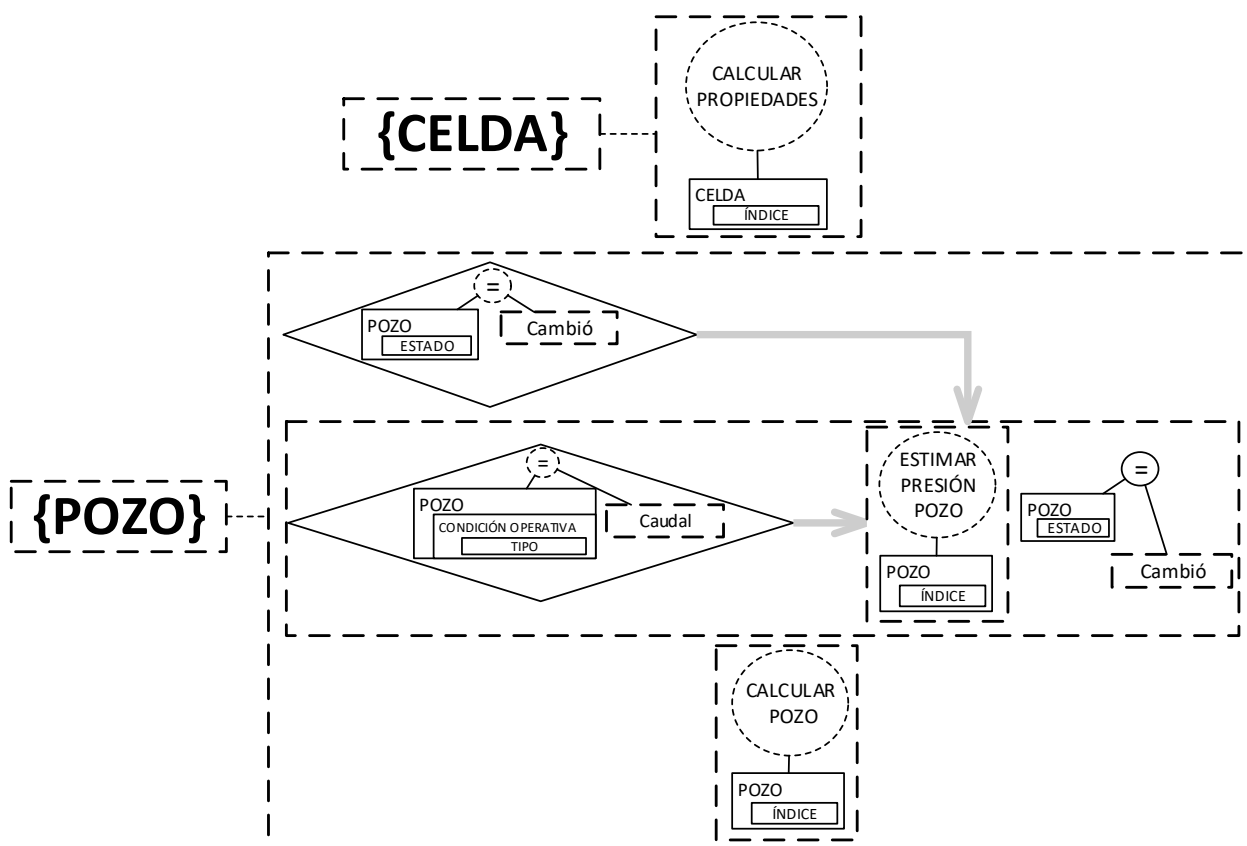 CALCULAR
PROPIEDADES
{CELDA}
CELDA
ÍNDICE
=
POZO
ESTADO
Cambió
=
POZO
CONDICIÓN OPERATIVA
TIPO
Caudal
ESTIMAR
PRESIÓN
POZO
POZO
ÍNDICE
=
POZO
ESTADO
Cambió
{POZO}
CALCULAR
POZO
POZO
ÍNDICE